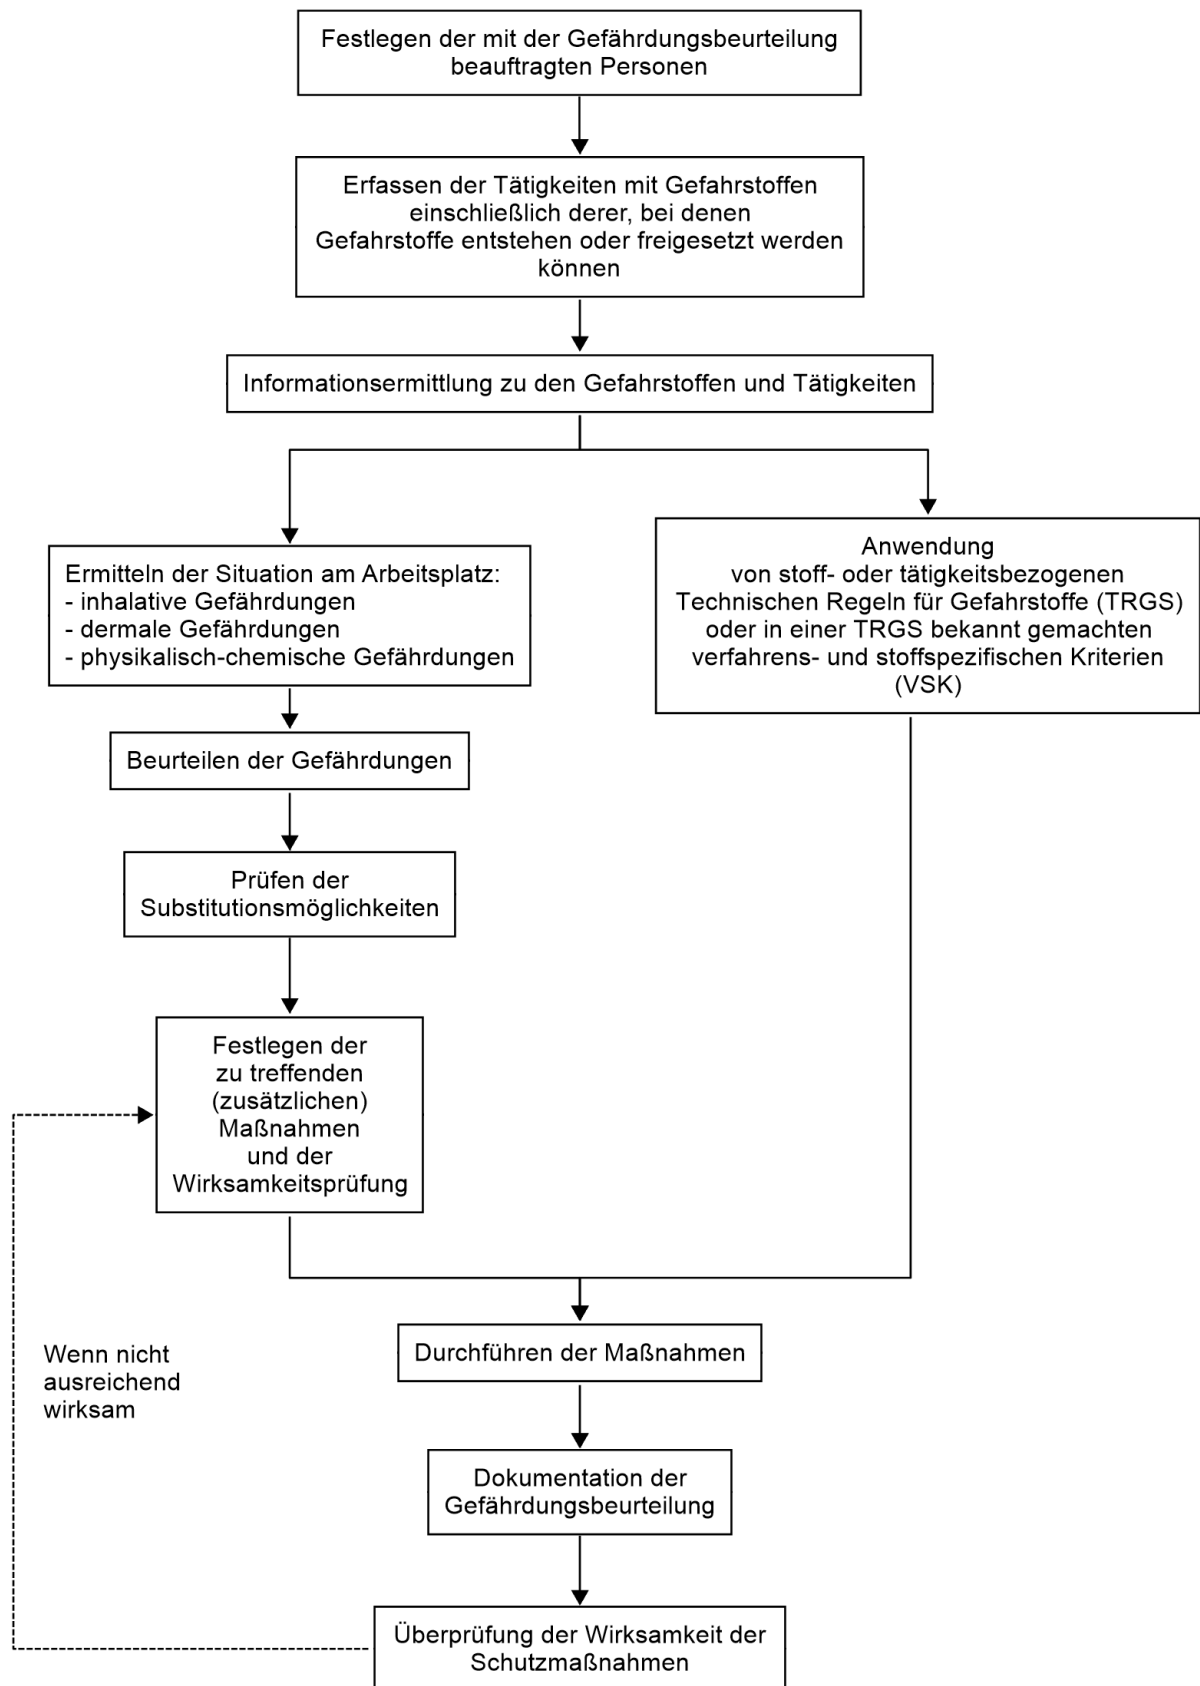 Festlegen der mit der Gefährdungsbeurteilung
beauftragten Personen
Erfassen der Tätigkeiten mit Gefahrstoffen
einschließlich derer, bei denen
Gefahrstoffe entstehen oder freigesetzt werden
können
Informationsermittlung zu den Gefahrstoffen und Tätigkeiten
Ermitteln der Situation am Arbeitsplatz:
- inhalative Gefährdungen
- dermale Gefährdungen
- physikalisch-chemische Gefährdungen
Anwendung
von stoff- oder tätigkeitsbezogenen
Technischen Regeln für Gefahrstoffe (TRGS)
oder in einer TRGS bekannt gemachten
verfahrens- und stoffspezifischen Kriterien
(VSK)
Beurteilen der Gefährdungen
Prüfen der
Substitutionsmöglichkeiten
Festlegen der
zu treffenden
(zusätzlichen)
Maßnahmen
und der
Wirksamkeitsprüfung
Wenn nicht
ausreichend
wirksam
Durchführen der Maßnahmen
Dokumentation der
Gefährdungsbeurteilung
Überprüfung der Wirksamkeit der
Schutzmaßnahmen